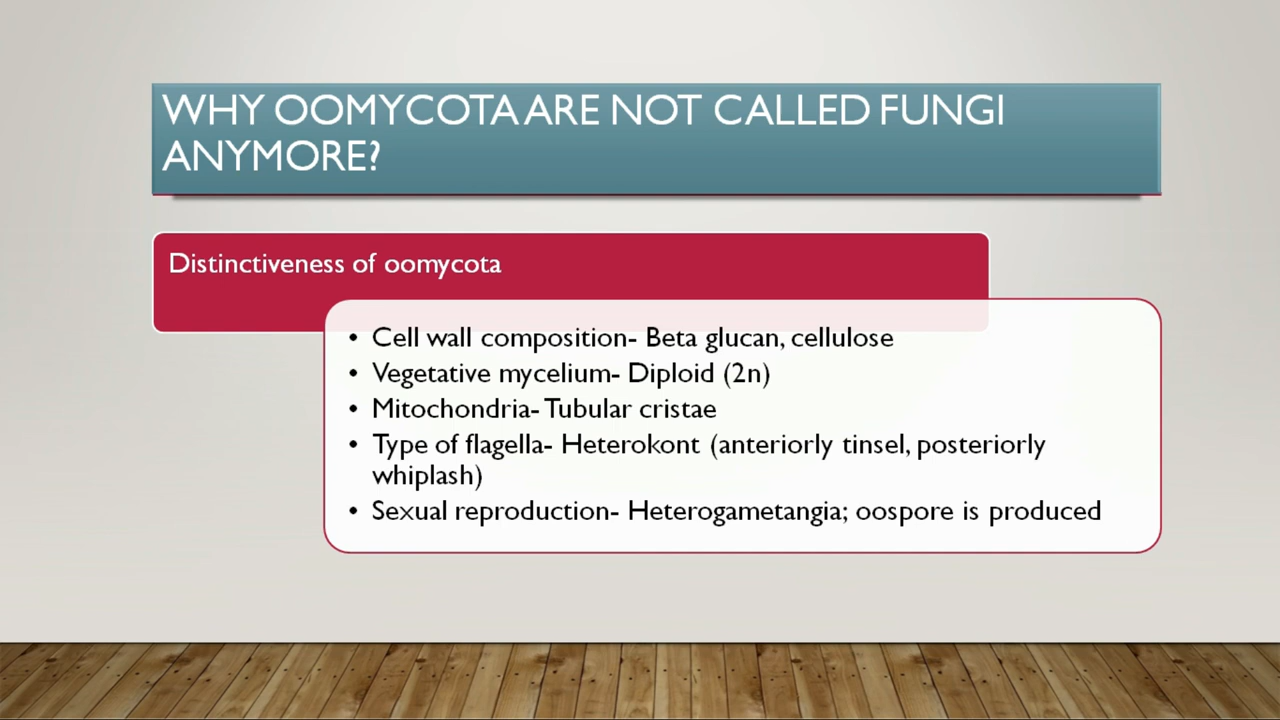 WHY OOMYCOTA ARE NOT CALLED FUNGI
ANYMORE?
Distinctiveness of oomycota
• Cell wall composition- Beta glucan, cellulose
• Vegetative mycelium- Diploid (2n)
• Mitochondria- Tubular cristae
• Type of flagella- Heterokont (anteriorly tinsel, posteriorly
whiplash)
• Sexual reproduction- Heterogametangia; oospore is produced